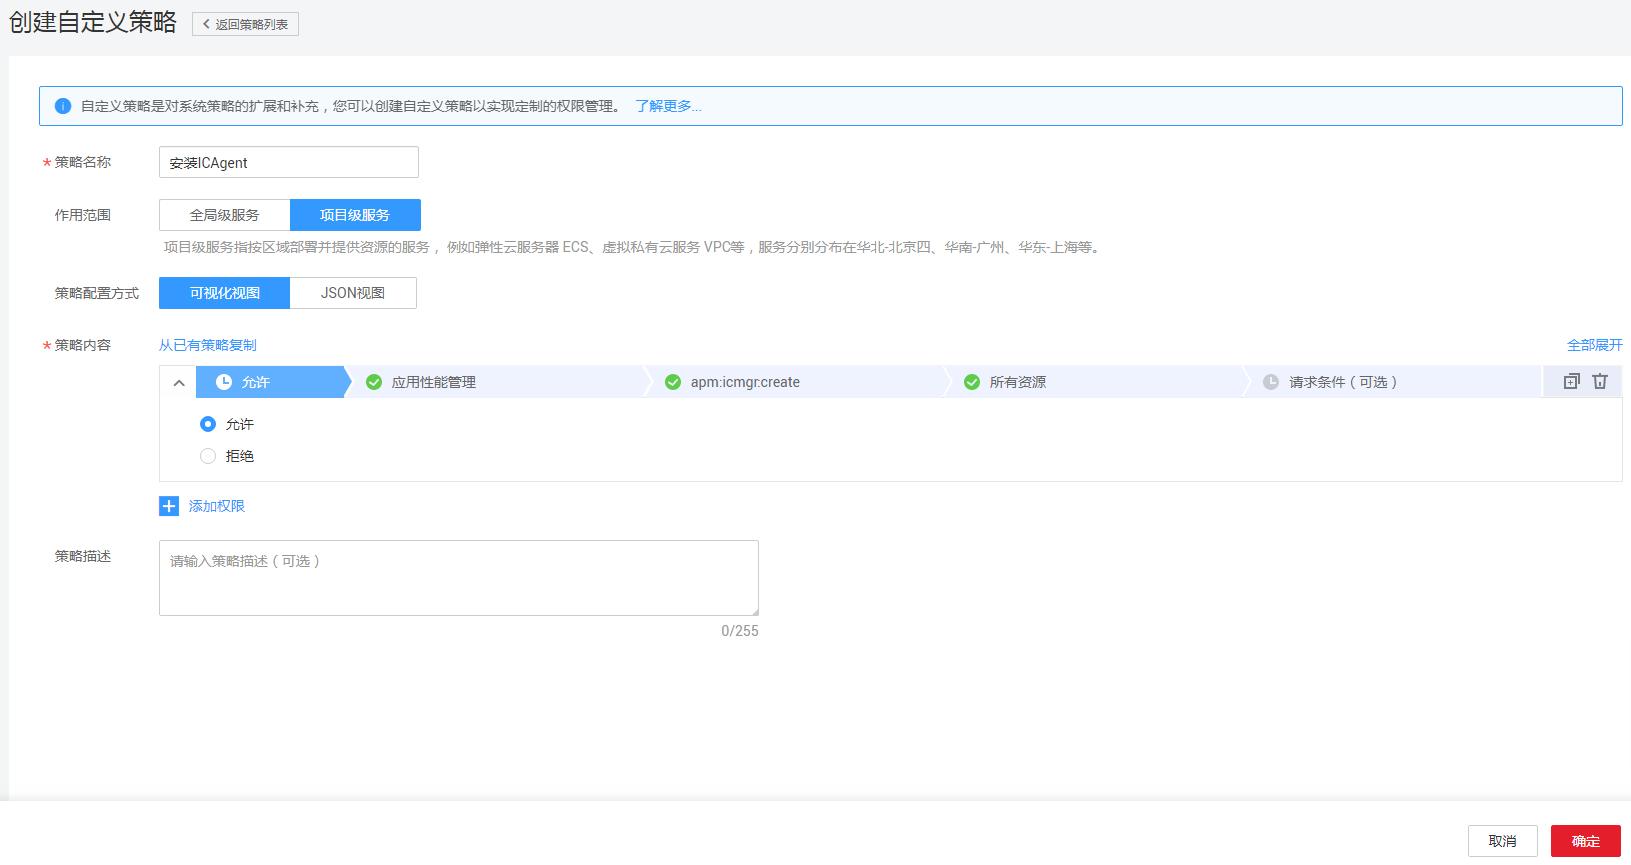 创建自定义策略
返回策略列表
自定义策略是对系统策略的扩展和补充，您可以创建自定义策略以实现定制的权限管理。 了解更多...
* 策略名称 安装ICAgent
作用范围 全局级服务 项目级服务
项目级服务指按区域部署并提供资源的服务， 例如弹性云服务器 ECS、虚拟私有云服务 VPC等，服务分别分布在华北-北京四、华南-广州、华东-上海等。
策略配置方式 可视化视图 JSON视图
* 策略内容 从已有策略复制 全部展开
允许 应用性能管理 apm:icmgr:create 所有资源 请求条件（可选）
允许
拒绝
添加权限
策略描述 请输入策略描述（可选）
0/255
取消 确定